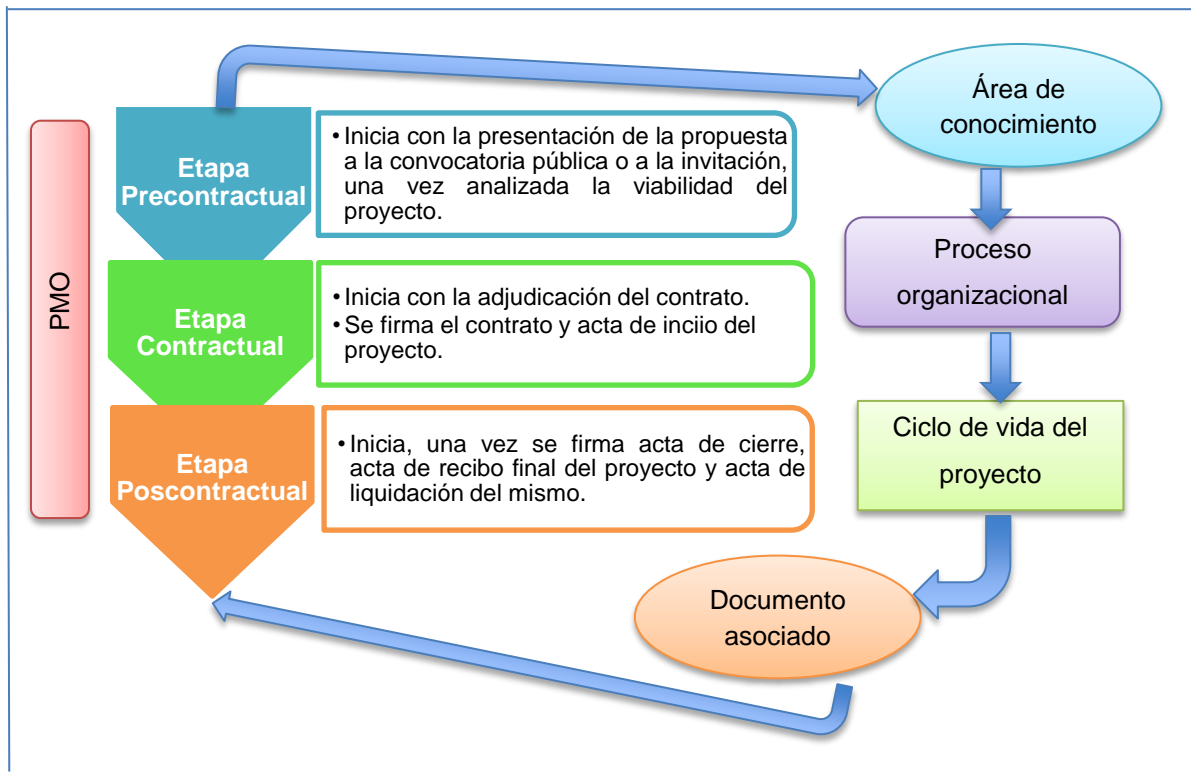 PMO
Etapa
Precontractual
• Inicia con la presentación de la propuesta
a la convocatoria pública o a la invitación,
una vez analizada la viabilidad del
proyecto.
Etapa
Contractual
• Inicia con la adjudicación del contrato.
• Se firma el contrato y acta de inciio del
proyecto.
Etapa
Poscontractual
• Inicia, una vez se firma acta de cierre,
acta de recibo final del proyecto y acta de
liquidación del mismo.
Área de
conocimiento
Proceso
organizacional
Ciclo de vida del
proyecto
Documento
asociado